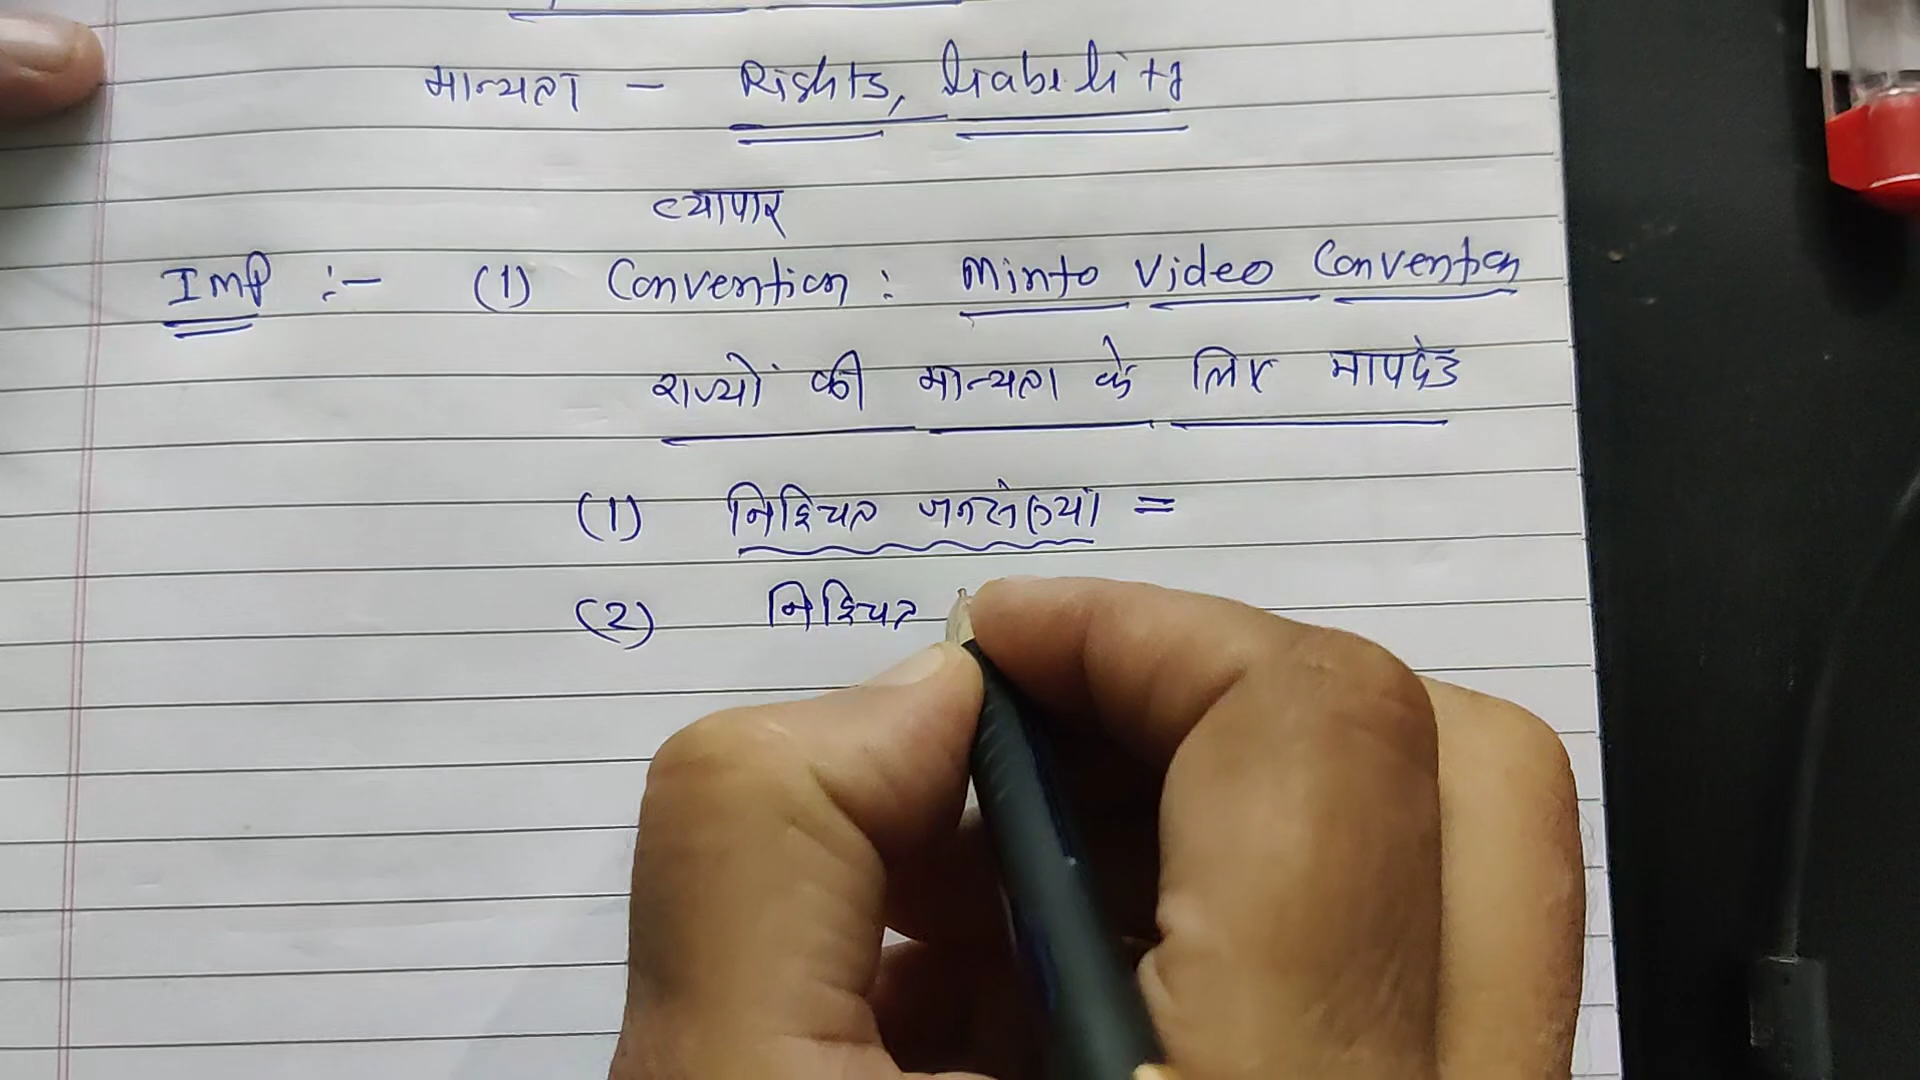 मान्यता - Rights, liability
व्यापार
Imp :- (1) Convention : Minto Video Convention
राज्यों की मान्यता के लिए मापदंड
(1) निश्चित जनसंख्या =
(2) निश्चित